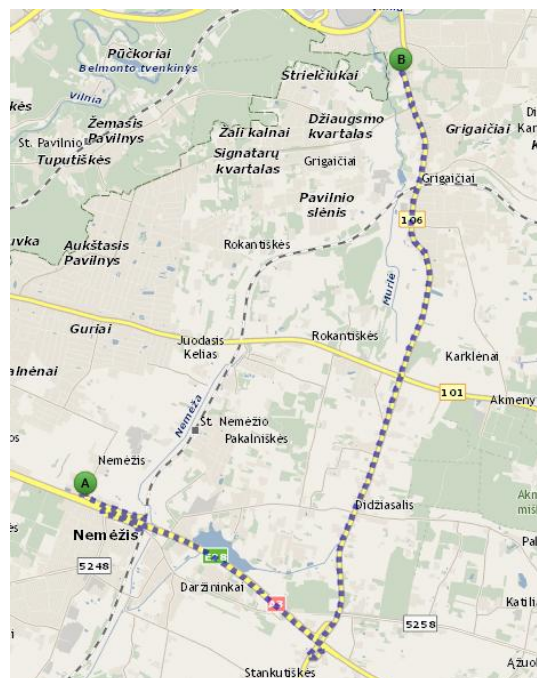 Pūčkoriai
Belmonto tvenkinys
B
Strielčiukai
Vilnia
Žemasis
Pavilnys
St. Pavilnio
Tuputiškės
Džiaugsmo
kvartalas
Žali kalnai
Signatarų
kvartalas
Grigaičiai
Grigaičiai
Grigaičiai
Pavilnio
slėnis
106
Aukštasis
Pavilnys
Rokantiškės
Murlė
Guriai
Juodasis
Kelias
Rokantiškės
Karklėnai
101
Akmeny
Nemėža
St. Nemėžio
Pakalniškės
Nemėžis
A
Didžiasalis
Nemėžis
5248
Daržininkai
5258
Stankutiškės